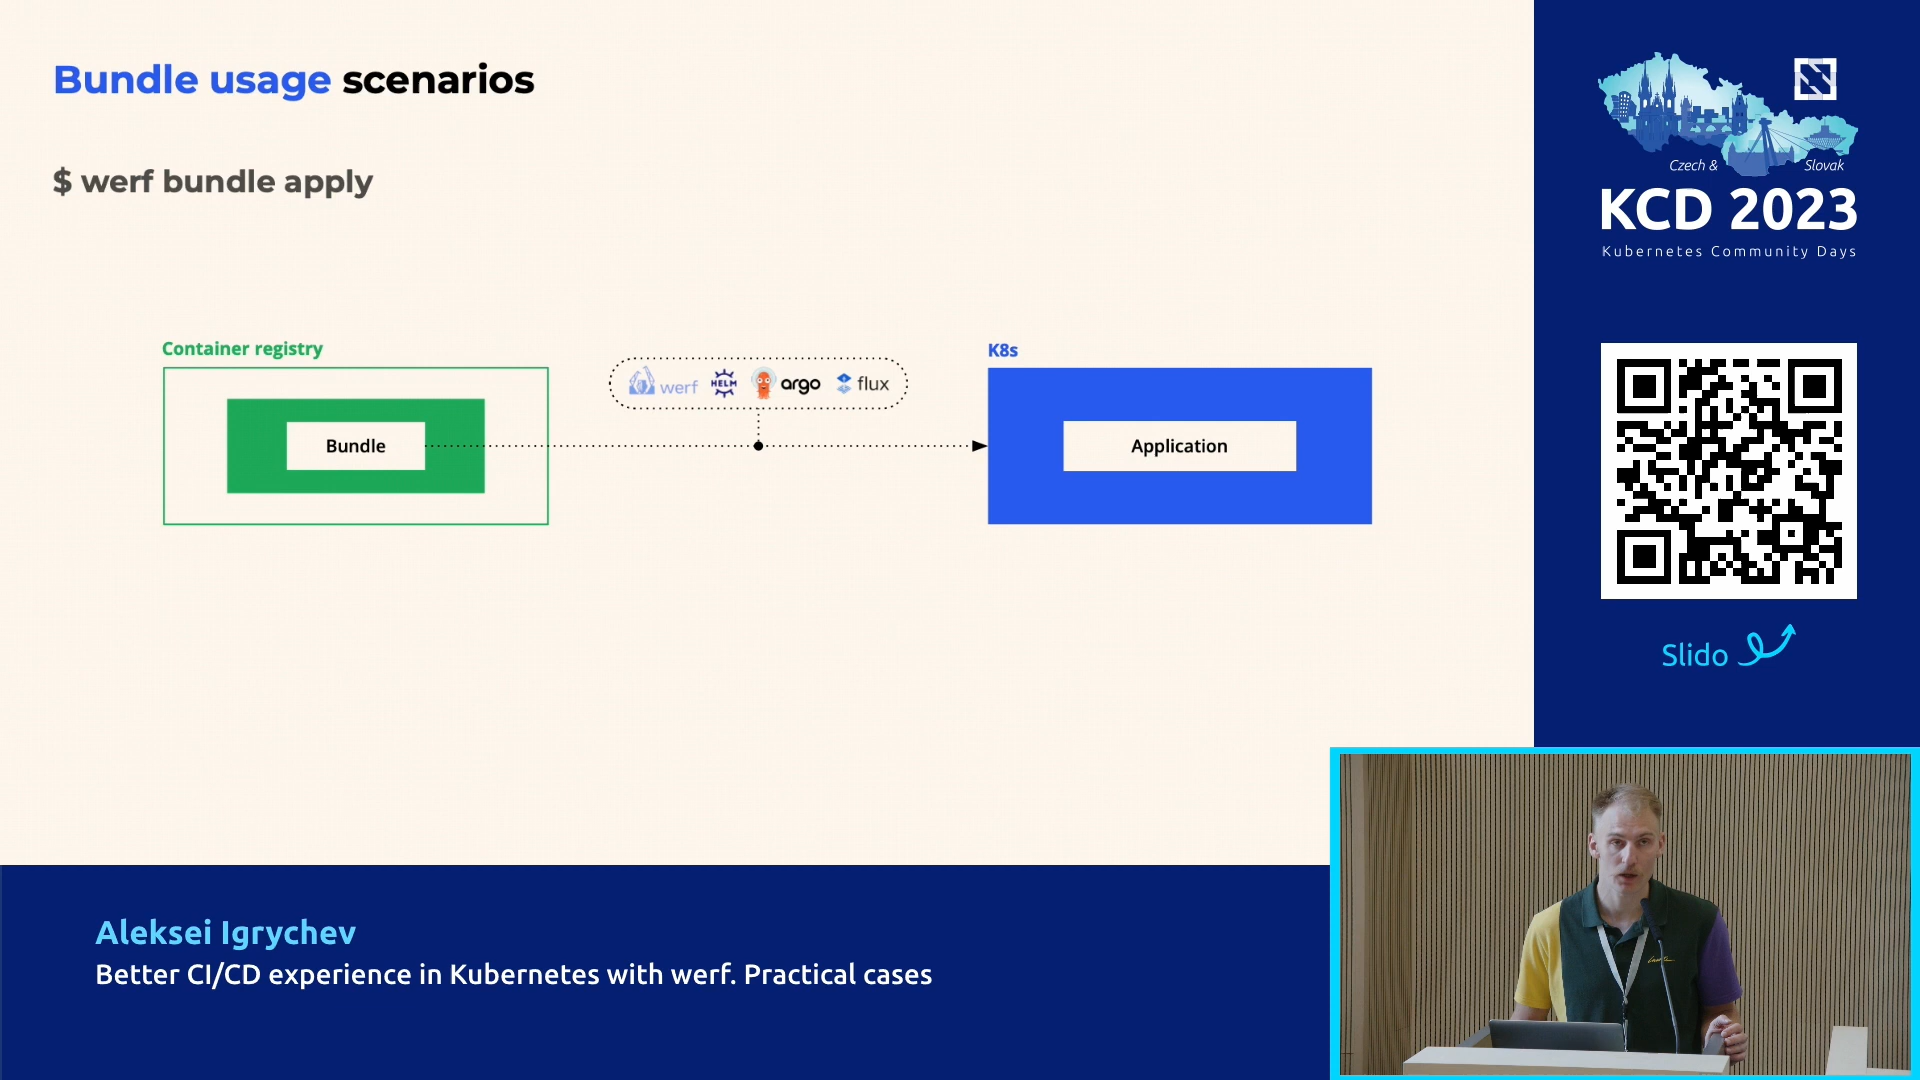 Bundle usage scenarios
$ werf bundle apply
Container registry
Bundle
werf
HELM
argo
flux
K8s
Application
Czech &
Slovak
KCD 2023
Kubernetes Community Days
Slido
Aleksei Igrychev
Better CI/CD experience in Kubernetes with werf. Practical cases